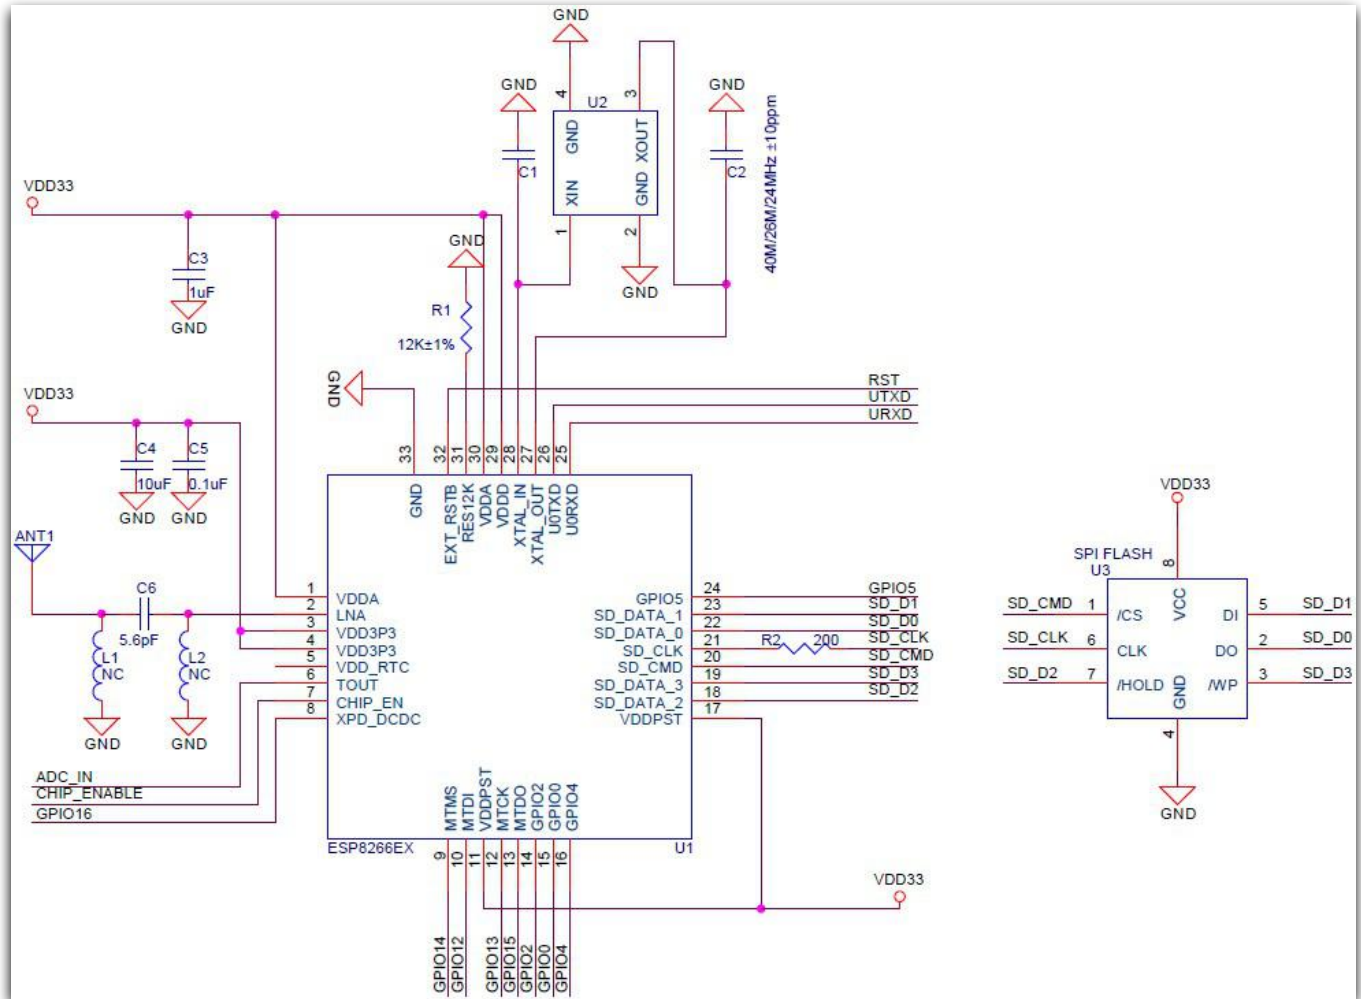 GND
GND
4
U2
3
GND
GND
XOUT
XIN
GND
C1
C2
40M/26M/24MHz ±10ppm
1
2
GND
VDD33
C3
1uF
GND
GND
R1
12K±1%
GND
VDD33
C4
10uF
GND
C5
0.1uF
GND
RST
UTXD
URXD
33
32
31
30
29
28
27
26
25
GND
EXT_RSTB
RES12K
VDDA
VDDD
XTAL_IN
XTAL_OUT
U0TXD
U0RXD
ANT1
C6
5.6pF
L1
NC
GND
L2
NC
GND
1 VDDA
2 LNA
3 VDD3P3
4 VDD3P3
5 VDD_RTC
6 TOUT
7 CHIP_EN
8 XPD_DCDC
GPIO5 24 GPIO5
SD_DATA_1 23 SD_D1
SD_DATA_0 22 SD_D0
SD_CLK 21 R2 200 SD_CLK
SD_CMD 20 SD_CMD
SD_DATA_3 19 SD_D3
SD_DATA_2 18 SD_D2
VDDPST 17
ADC_IN
CHIP_ENABLE
GPIO16
MTMS
MTDI
VDDPST
MTCK
MTDO
GPIO2
GPIO0
GPIO4
ESP8266EX
U1
9
10
11
12
13
14
15
16
GPIO14
GPIO12
GPIO13
GPIO15
GPIO2
GPIO0
GPIO4
VDD33
VDD33
SPI FLASH
U3
8
VCC
SD_CMD 1 /CS
SD_CLK 6 CLK
SD_D2 7 /HOLD
DI 5 SD_D1
DO 2 SD_D0
/WP 3 SD_D3
GND
4
GND